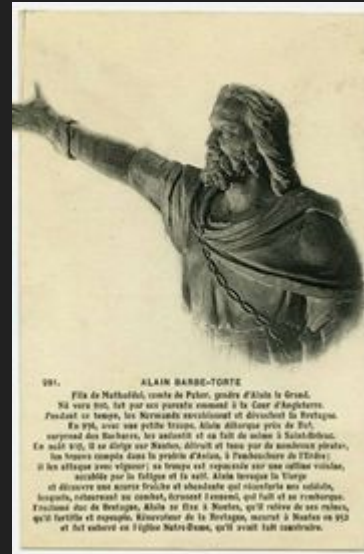 ALAIN BARBE-TORTE
Fils de Mathuédoï, comte de Poher, gendre d'Alain le Grand.
Né vers 900, fut par ses parents emmené à la Cour d'Angleterre.
Pendant ce temps, les Normands envahissent et dévastent la Bretagne.
En 936, avec une petite troupe, Alain débarque près de Dol,
surprend des Barbares, les anéantit et en fait de même à Saint-Brieuc.
En août 937, il se dirige sur Nantes, détruit et tenu par de nombreux pirates,
les trouve campés dans la prairie d'Aniane, à l'embouchure de l'Erdre;
il les attaque avec vigueur; sa troupe est repoussée sur une colline voisine,
accablée par la fatigue et la soif. Alain invoque la Vierge
et découvre une source fraîche et abondante qui réconforte ses soldats,
lesquels, retournant au combat, écrasent l'ennemi, qui fuit et se rembarque.
Proclamé duc de Bretagne, Alain se fixe à Nantes, qu'il relève de ses ruines,
qu'il fortifie et repeuple. Rénovateur de la Bretagne, mourut à Nantes en 952
et fut enterré en l'église Notre-Dame, qu'il avait fait construire.